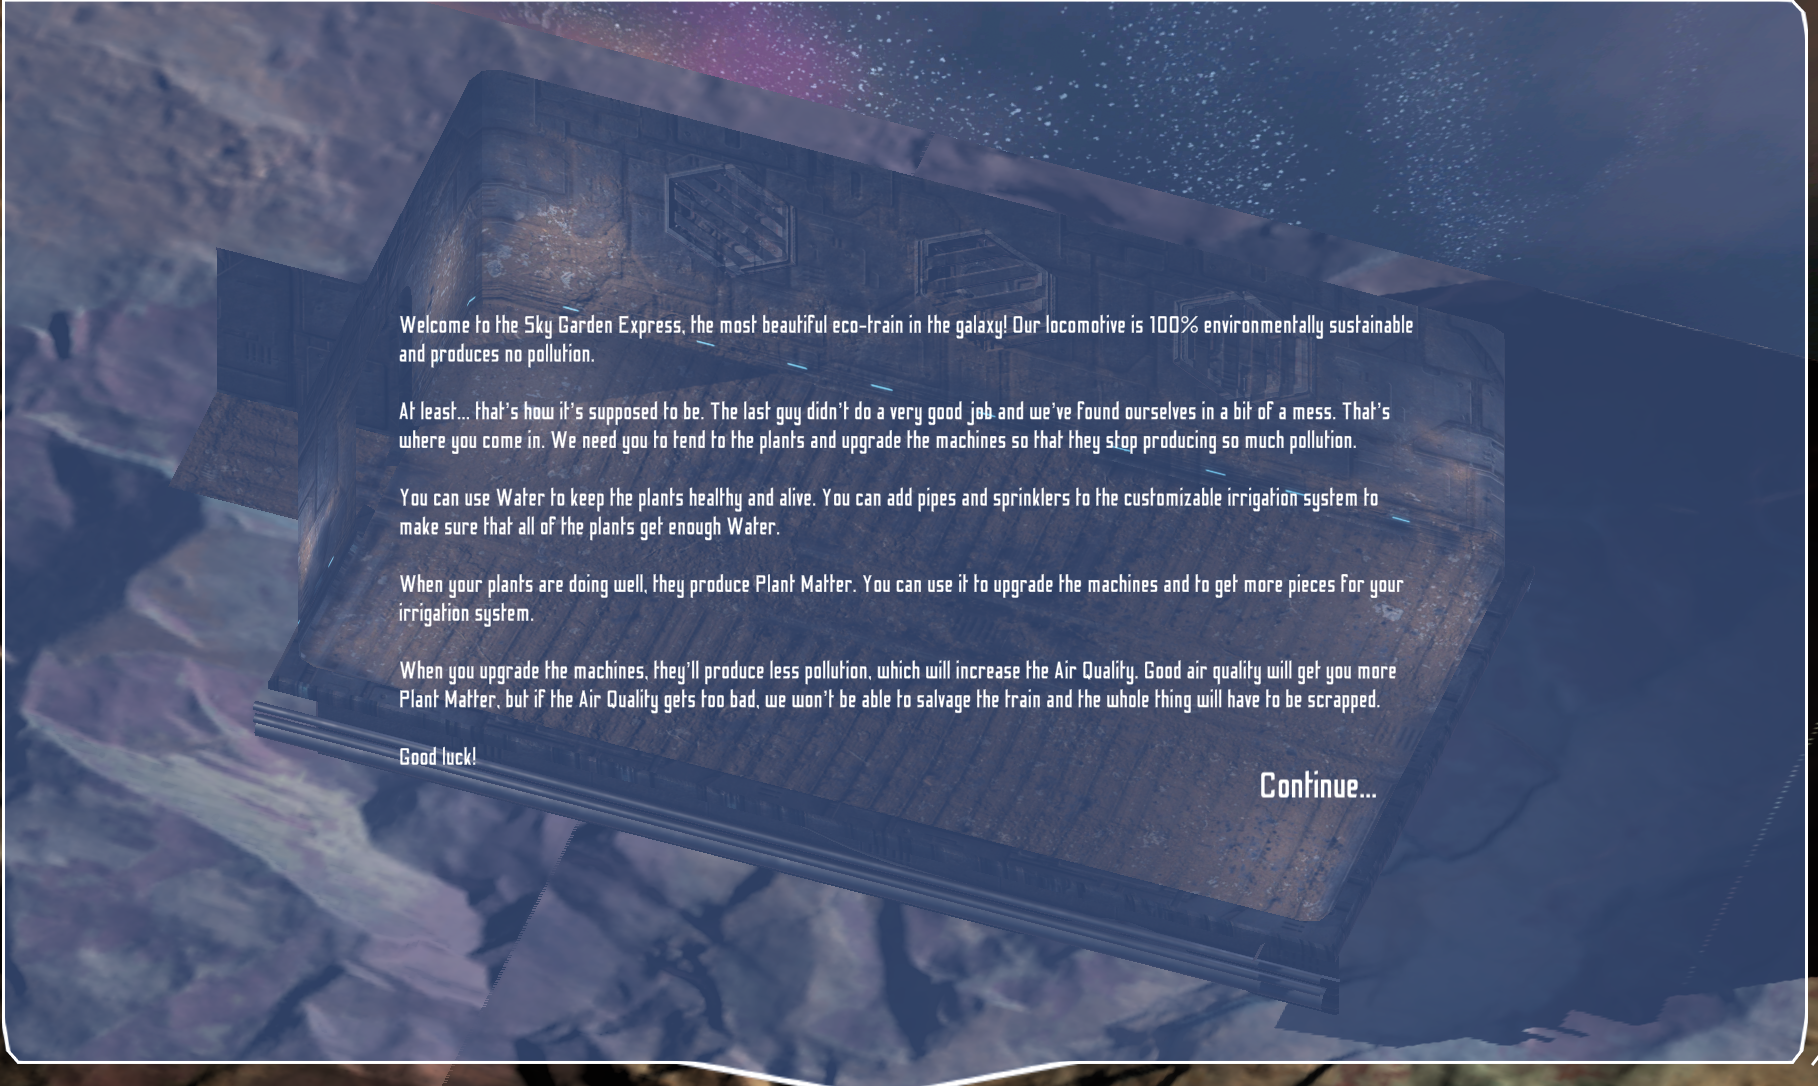 Welcome to the Sky Garden Express, the most beautiful eco-train in the galaxy! Our locomotive is 100% environmentally sustainable
and produces no pollution.
At least... that's how it's supposed to be. The last guy didn't do a very good job and we've found ourselves in a bit of a mess. That's
where you come in. We need you to tend to the plants and upgrade the machines so that they stop producing so much pollution.
You can use Water to keep the plants healthy and alive. You can add pipes and sprinklers to the customizable irrigation system to
make sure that all of the plants get enough Water.
When your plants are doing well, they produce Plant Matter. You can use it to upgrade the machines and to get more pieces for your
irrigation system.
When you upgrade the machines, they'll produce less pollution, which will increase the Air Quality. Good air quality will get you more
Plant Matter, but if the Air Quality gets too bad, we won't be able to salvage the train and the whole thing will have to be scrapped.
Good luck!
Continue...